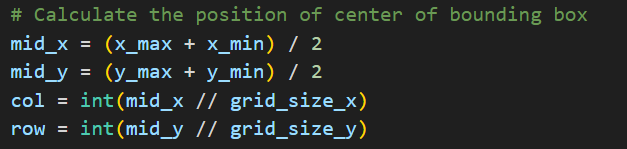 # Calculate the position of center of bounding box
mid_x = (x_max + x_min) / 2
mid_y = (y_max + y_min) / 2
col = int(mid_x // grid_size_x)
row = int(mid_y // grid_size_y)